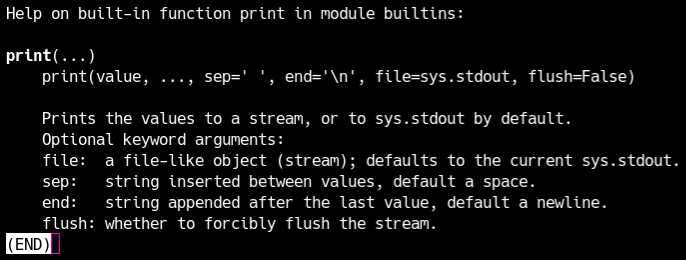 Help on built-in function print in module builtins:

print(...)
    print(value, ..., sep=' ', end='\n', file=sys.stdout, flush=False)

    Prints the values to a stream, or to sys.stdout by default.
    Optional keyword arguments:
    file:  a file-like object (stream); defaults to the current sys.stdout.
    sep:   string inserted between values, default a space.
    end:   string appended after the last value, default a newline.
    flush: whether to forcibly flush the stream.
(END)